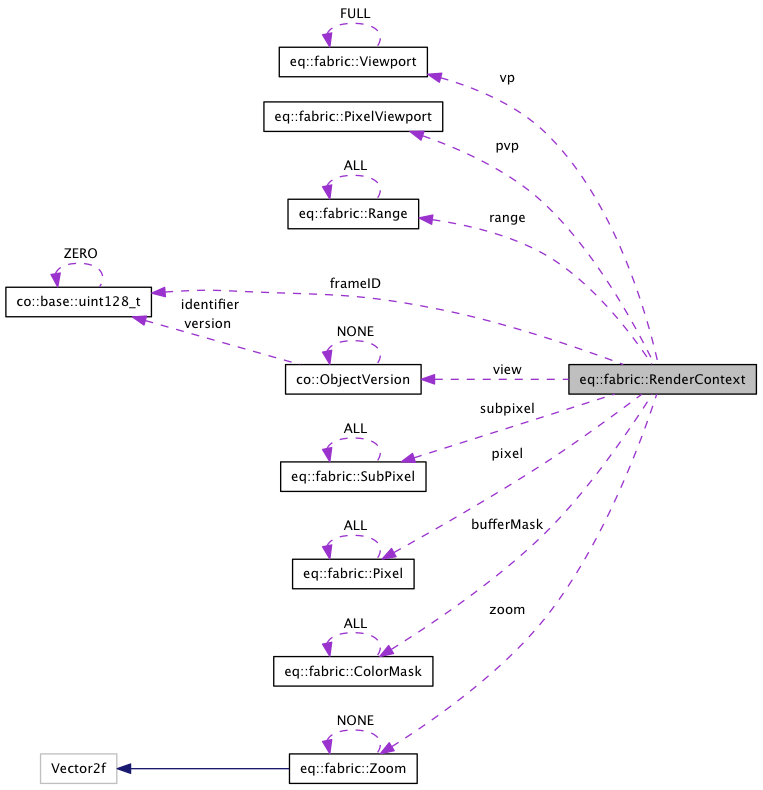 FULL
eq::fabric::Viewport
vp
eq::fabric::PixelViewport
pvp
ALL
eq::fabric::Range
range
ZERO
co::base::uint128_t
frameID
identifier
version
NONE
co::ObjectVersion
view
eq::fabric::RenderContext
subpixel
ALL
eq::fabric::SubPixel
pixel
ALL
eq::fabric::Pixel
bufferMask
ALL
eq::fabric::ColorMask
zoom
NONE
eq::fabric::Zoom
Vector2f